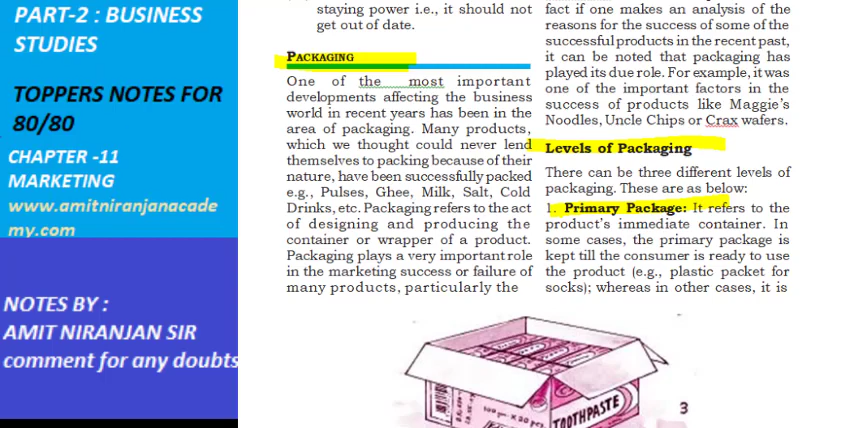 PART-2 : BUSINESS
STUDIES
TOPPERS NOTES FOR
80/80
CHAPTER -11
MARKETING
www.amitniranjanacade
my.com
NOTES BY :
AMIT NIRANJAN SIR
comment for any doubts
staying power i.e., it should not
get out of date.
PACKAGING
One of the most important
developments affecting the business
world in recent years has been in the
area of packaging. Many products,
which we thought could never lend
themselves to packing because of their
nature, have been successfully packed
e.g., Pulses, Ghee, Milk, Salt, Cold
Drinks, etc. Packaging refers to the act
of designing and producing the
container or wrapper of a product.
Packaging plays a very important role
in the marketing success or failure of
many products, particularly the
fact if one makes an analysis of the
reasons for the success of some of the
successful products in the recent past,
it can be noted that packaging has
played its due role. For example, it was
one of the important factors in the
success of products like Maggie's
Noodles, Uncle Chips or Crax wafers.
Levels of Packaging
There can be three different levels of
packaging. These are as below:
1. Primary Package: It refers to the
product's immediate container. In
some cases, the primary package is
kept till the consumer is ready to use
the product (e.g., plastic packet for
socks); whereas in other cases, it is
100 gm. X 20 pcs.
TOOTHPASTE
3